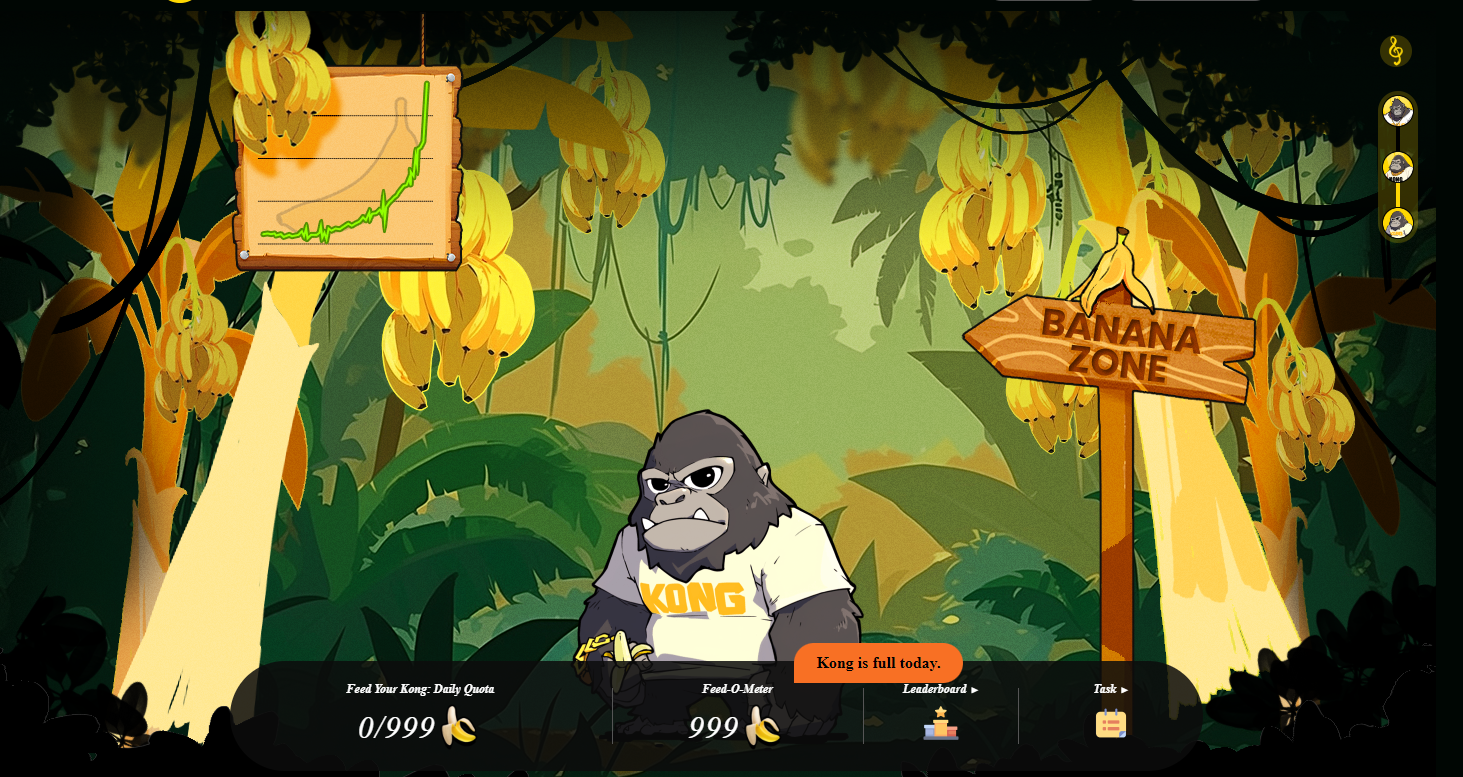 BANANA
ZONE
KONG
Kong is full today.
Feed Your Kong: Daily Quota
0/999
Feed-O-Meter
999
Leaderboard ►
Task ►